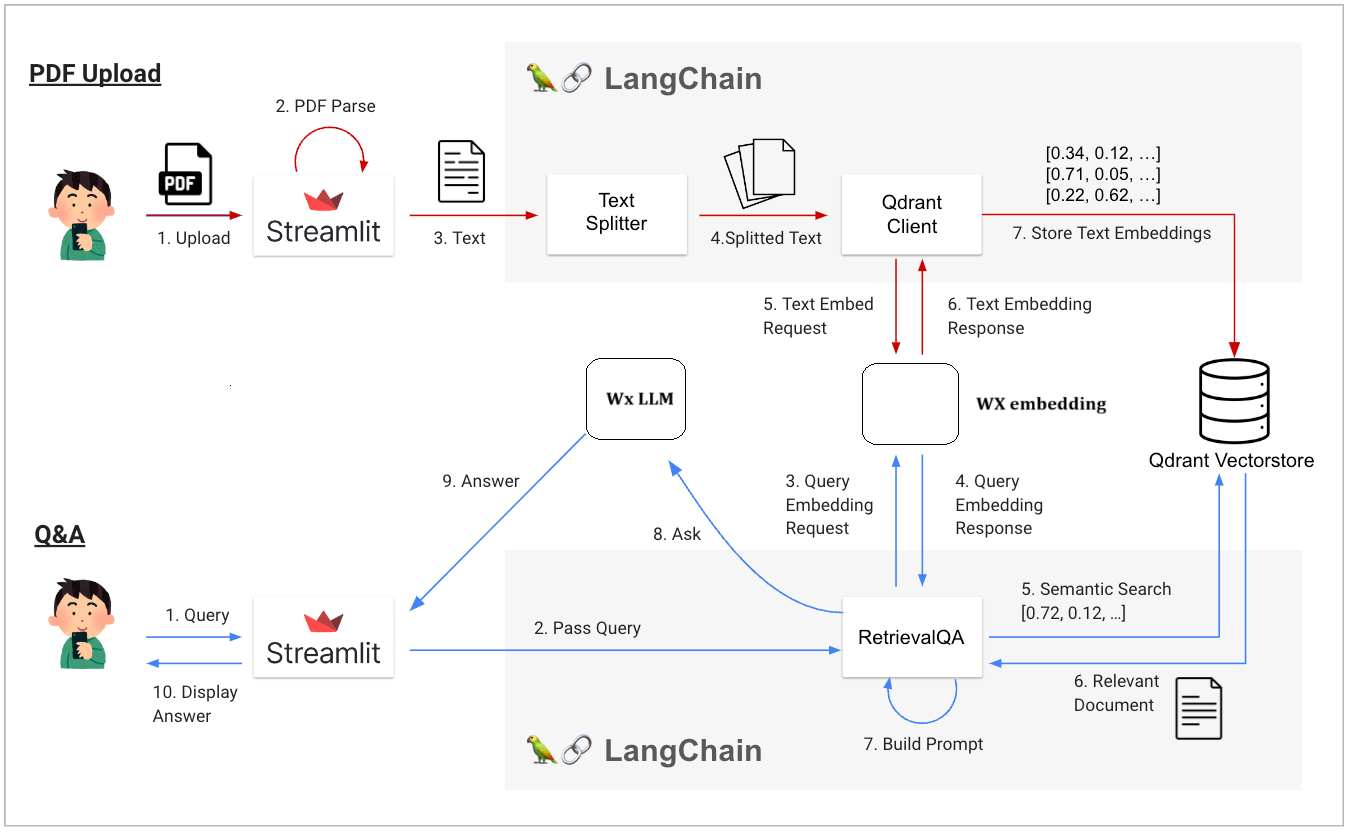 PDF Upload
LangChain
2. PDF Parse
PDF
1. Upload
Streamlit
3. Text
Text
Splitter
4.Splitted Text
Qdrant
Client
[0.34, 0.12, …]
[0.71, 0.05, …]
[0.22, 0.62, …]
7. Store Text Embeddings
5. Text Embed
Request
6. Text Embedding
Response
Wx LLM
WX embedding
Qdrant Vectorstore
9. Answer
3. Query
Embedding
Request
4. Query
Embedding
Response
8. Ask
Q&A
1. Query
Streamlit
10. Display
Answer
2. Pass Query
RetrievalQA
5. Semantic Search
[0.72, 0.12, …]
6. Relevant
Document
7. Build Prompt
LangChain